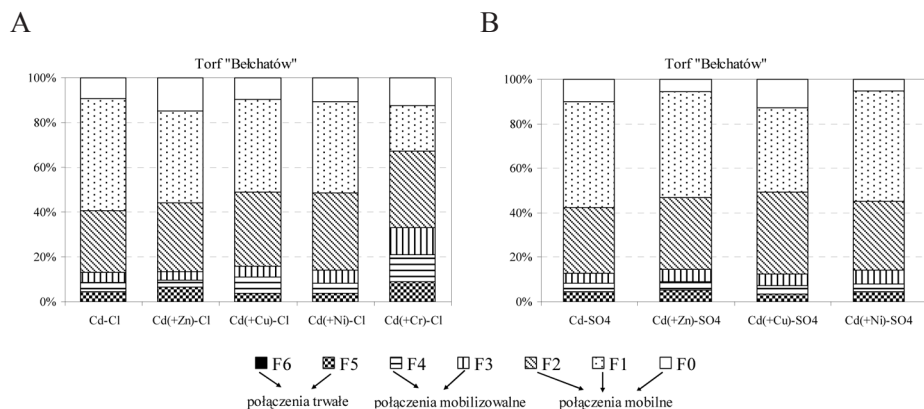 A
B
Torf "Bełchatów"
Torf "Bełchatów"
100%
80%
60%
40%
20%
0%
Cd-Cl Cd(+Zn)-Cl Cd(+Cu)-Cl Cd(+Ni)-Cl Cd(+Cr)-Cl
100%
80%
60%
40%
20%
0%
Cd-SO4 Cd(+Zn)-SO4 Cd(+Cu)-SO4 Cd(+Ni)-SO4
F6 F5 F4 F3 F2 F1 F0
połączenia trwałe połączenia mobilizowalne połączenia mobilne